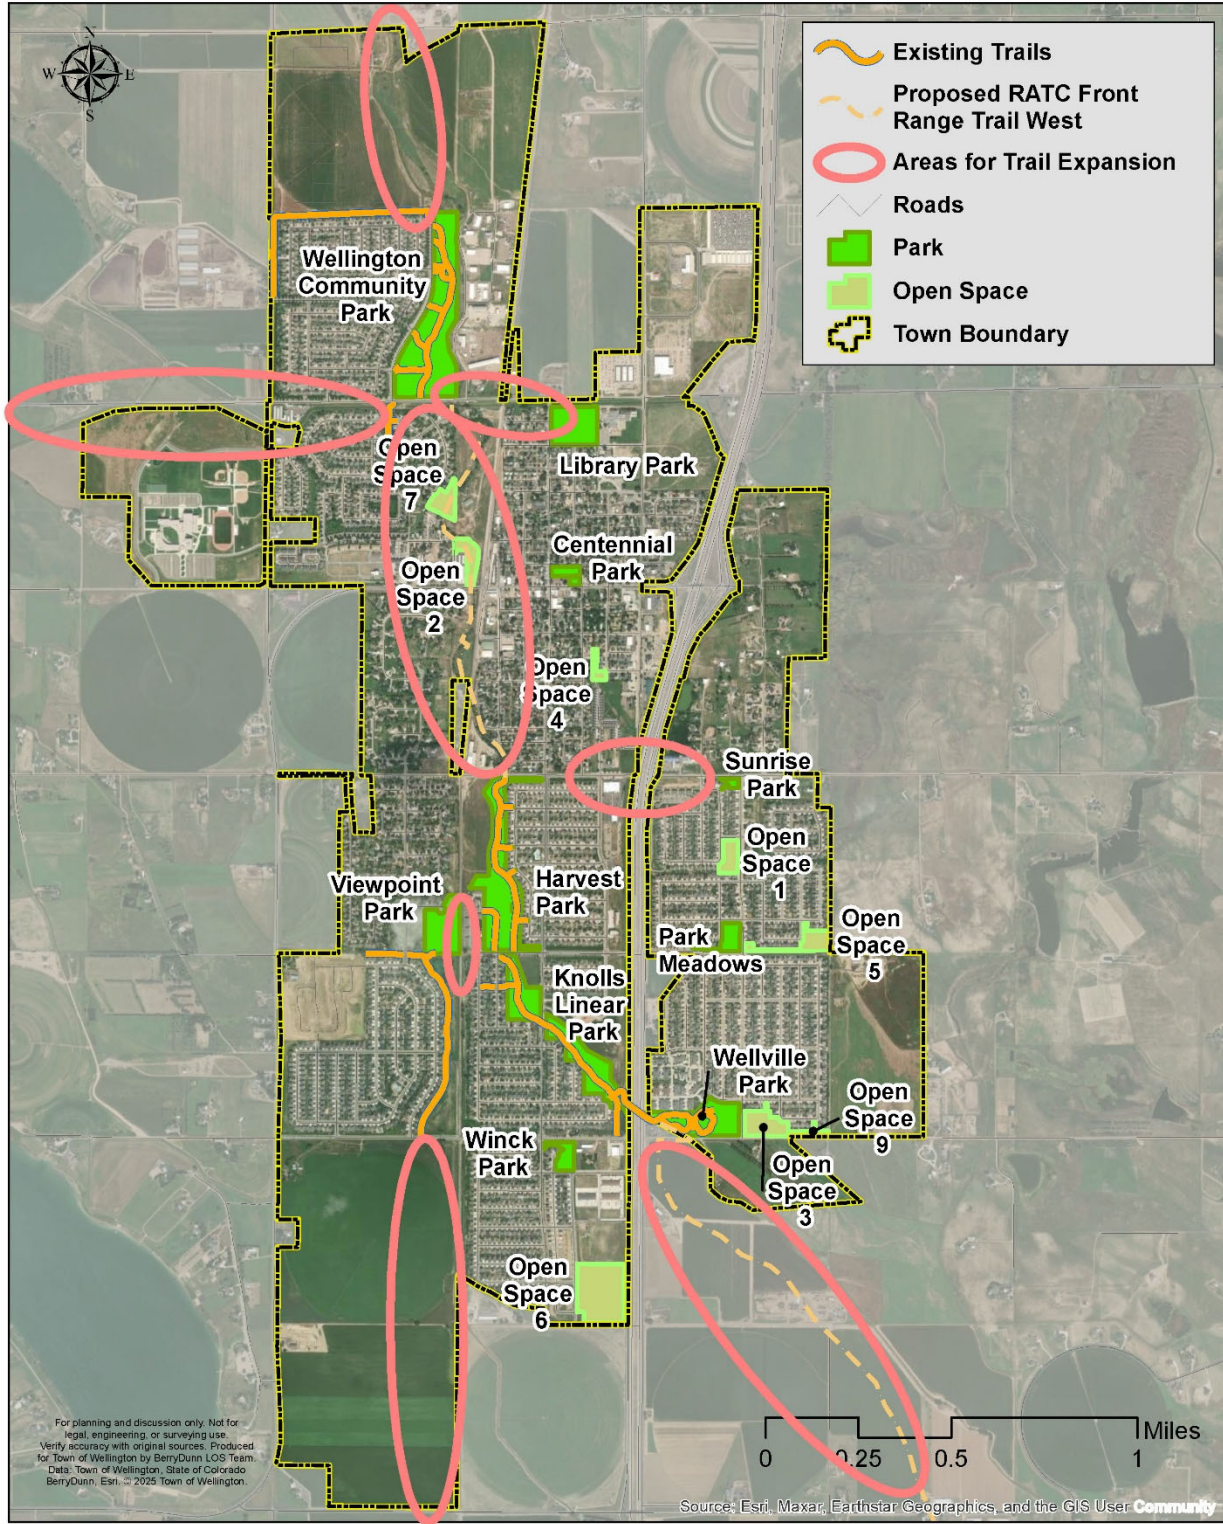 N
W E
S
Existing Trails
Proposed RATC Front
Range Trail West
Areas for Trail Expansion
Roads
Park
Open Space
Town Boundary
Wellington
Community
Park
Open
Space
7
Library Park
Centennial
Park
Open
Space
2
Open
Space
4
Sunrise
Park
Open
Space
1
Viewpoint
Park
Harvest
Park
Park
Meadows
Open
Space
5
Knolls
Linear
Park
Wellville
Park
Open
Space
9
Winck
Park
Open
Space
3
Open
Space
6
For planning and discussion only. Not for
legal, engineering, or surveying use.
Verify accuracy with original sources. Produced
for Town of Wellington by BerryDunn LOS Team.
Data: Town of Wellington, State of Colorado
BerryDunn, Esri. © 2025 Town of Wellington.
Miles
0 0.25 0.5 1
Source: Esri, Maxar, Earthstar Geographics, and the GIS User Community